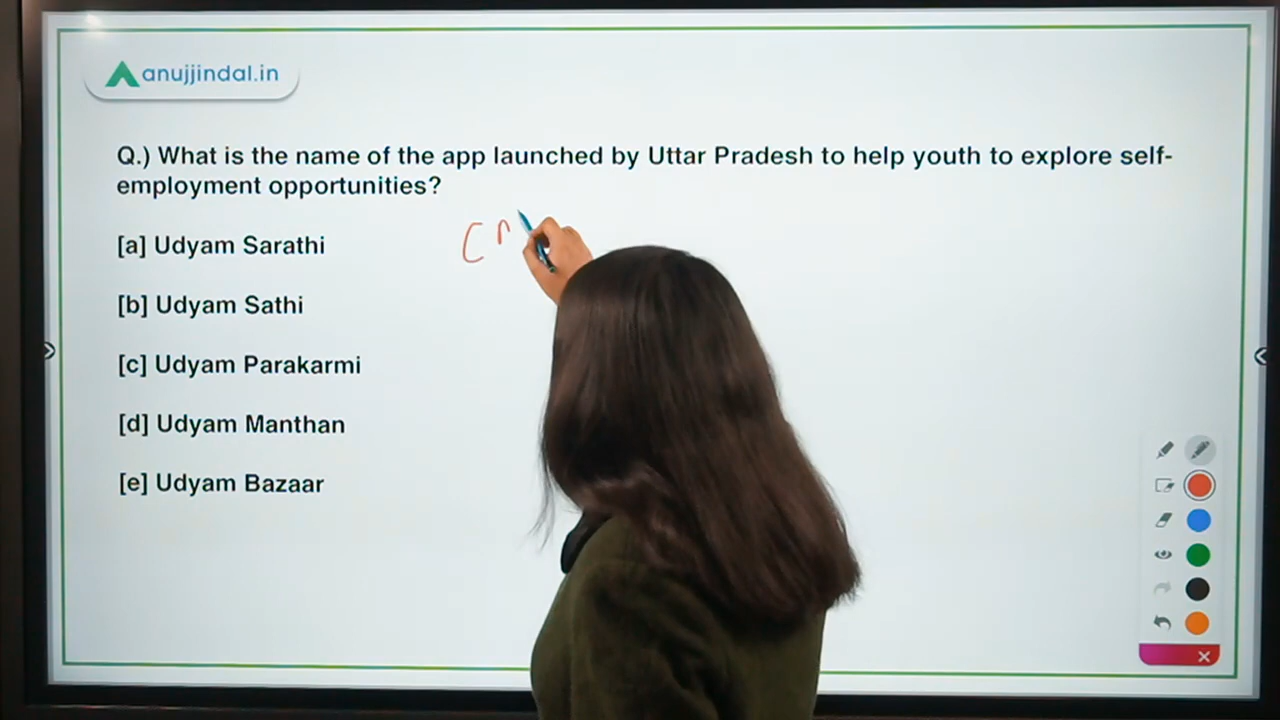 anujjindal.in
Q.) What is the name of the app launched by Uttar Pradesh to help youth to explore self-
employment opportunities?
[a] Udyam Sarathi
[b] Udyam Sathi
[c] Udyam Parakarmi
[d] Udyam Manthan
[e] Udyam Bazaar